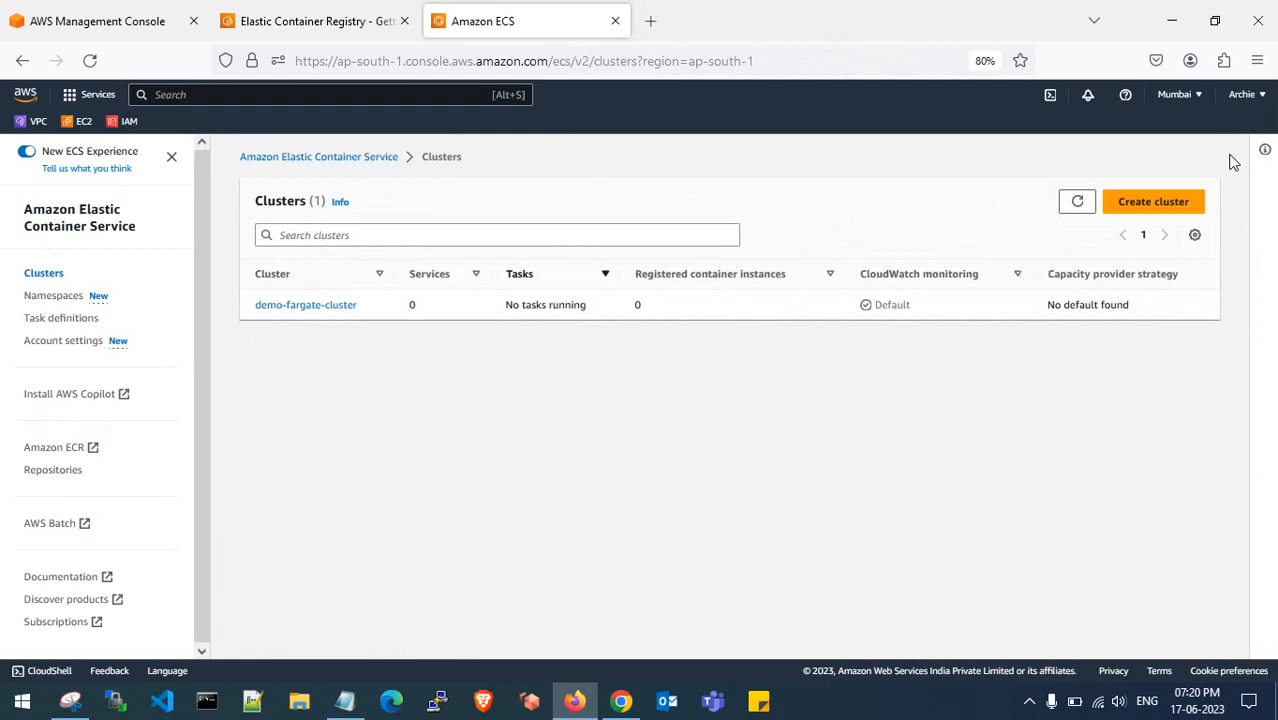 AWS Management Console
Elastic Container Registry - Gett
Amazon ECS
https://ap-south-1.console.aws.amazon.com/ecs/v2/clusters?region=ap-south-1
80%
aws
Services
Search
[Alt+S]
Mumbai
Archie
VPC
EC2
IAM
New ECS Experience
Tell us what you think
Amazon Elastic
Container Service
Clusters
Namespaces New
Task definitions
Account settings New
Install AWS Copilot
Amazon ECR
Repositories
AWS Batch
Documentation
Discover products
Subscriptions
Amazon Elastic Container Service > Clusters
Clusters (1) Info
Create cluster
Search clusters
1
Cluster Services Tasks Registered container instances CloudWatch monitoring Capacity provider strategy
demo-fargate-cluster 0 No tasks running 0 Default No default found
CloudShell Feedback Language
© 2023, Amazon Web Services India Private Limited or its affiliates. Privacy Terms Cookie preferences
ENG
07:20 PM
17-06-2023